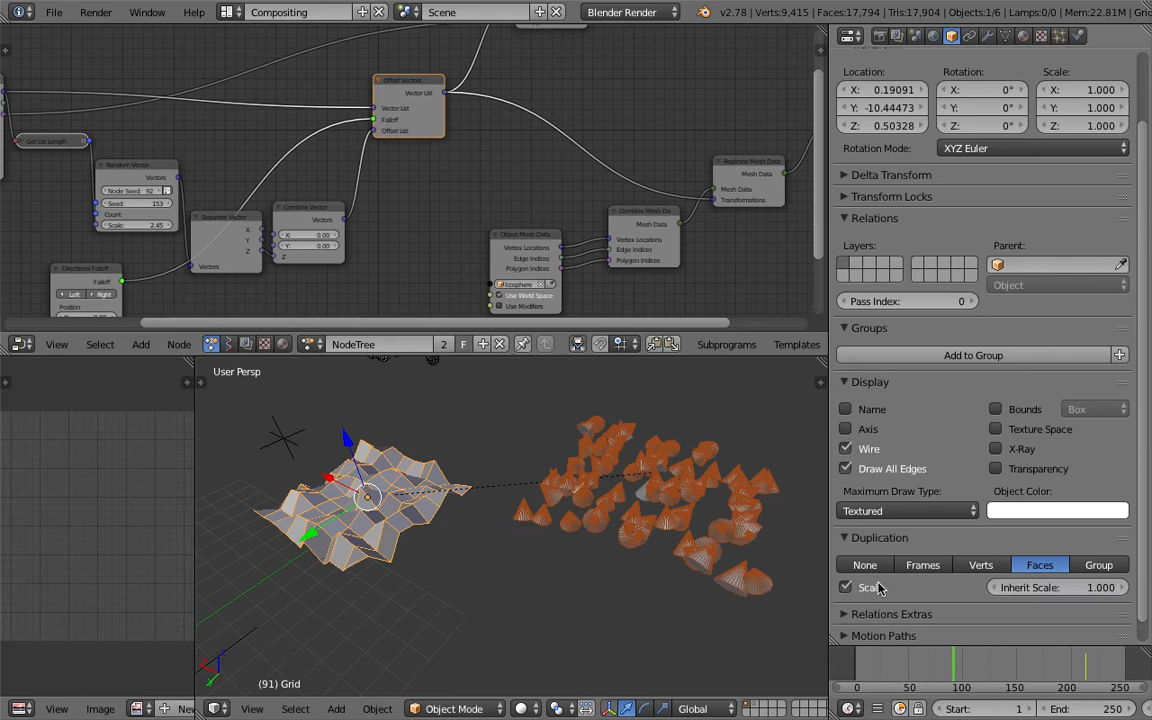 File Render Window Help Compositing Scene Blender Render v2.78 | Verts:9,415 | Faces:17,794 | Tris:17,904 | Objects:1/6 | Lamps:0/0 | Mem:22.81M | Grid
Offset Vectors
Vector List
Vector List
Falloff
Offset List
Get List Length
Random Vector
Vectors
Node Seed: 92
Seed: 153
Count
Scale: 2.45
Separate Vector
X
Y
Z
Vectors
Combine Vector
Vectors
X: 0.00
Y: 0.00
Z
Directional Falloff
Falloff
Left Right
Position
Object Mesh Data
Vertex Locations
Edge Indices
Polygon Indices
Icosphere
Use World Space
Use Modifiers
Combine Mesh Da
Mesh Data
Vertex Locations
Edge Indices
Polygon Indices
Replicate Mesh Data
Mesh Data
Mesh Data
Transformations
View Select Add Node NodeTree 2 F Subprograms Templates
User Persp
(91) Grid
View Image New
View Select Add Object Object Mode Global
Location: Rotation: Scale:
X: 0.19091 X: 0° X: 1.000
Y: -10.44473 Y: 0° Y: 1.000
Z: 0.50328 Z: 0° Z: 1.000
Rotation Mode: XYZ Euler
Delta Transform
Transform Locks
Relations
Layers: Parent:
Object
Pass Index: 0
Groups
Add to Group
Display
Name Bounds Box
Axis Texture Space
Wire X-Ray
Draw All Edges Transparency
Maximum Draw Type: Object Color:
Textured
Duplication
None Frames Verts Faces Group
Inherit Scale: 1.000
Relations Extras
Motion Paths
0 50 100 150 200 250
Start: 1 End: 250